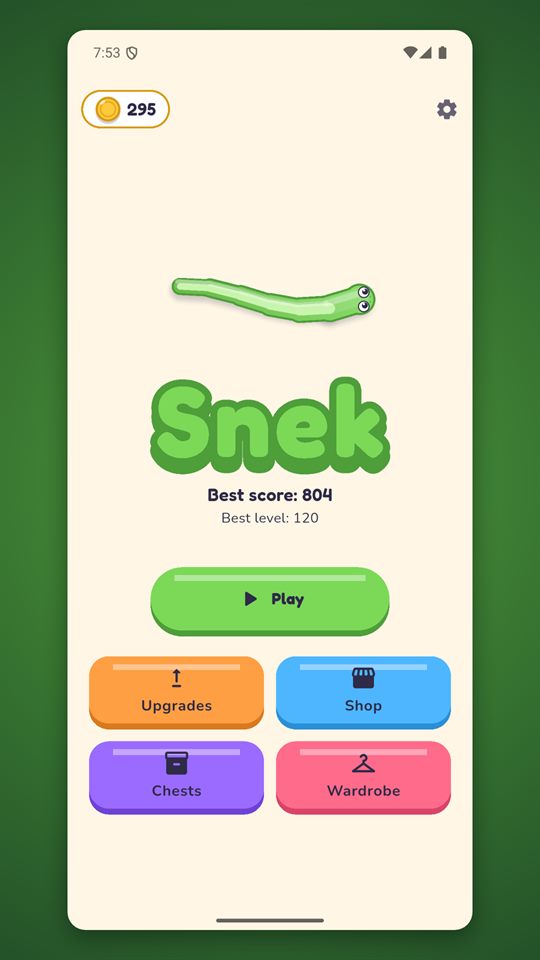 7:53
295
Snek
Best score: 804
Best level: 120
Play
Upgrades
Shop
Chests
Wardrobe